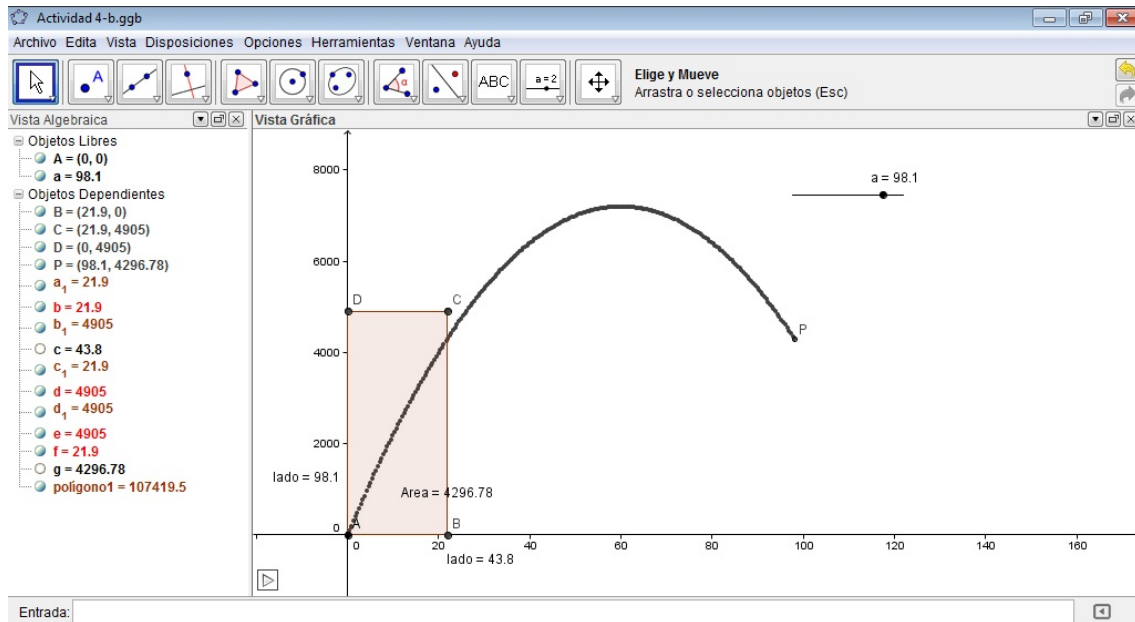 Actividad 4-b.ggb
Archivo Edita Vista Disposiciones Opciones Herramientas Ventana Ayuda
A
α
ABC
a=2
Elige y Mueve
Arrastra o selecciona objetos (Esc)
Vista Algebraica
Objetos Libres
A = (0, 0)
a = 98.1
Objetos Dependientes
B = (21.9, 0)
C = (21.9, 4905)
D = (0, 4905)
P = (98.1, 4296.78)
a₁ = 21.9
b = 21.9
b₁ = 4905
c = 43.8
c₁ = 21.9
d = 4905
d₁ = 4905
e = 4905
f = 21.9
g = 4296.78
polígono1 = 107419.5
Vista Gráfica
a = 98.1
8000
6000
4000
2000
0
D
C
P
lado = 98.1
Area = 4296.78
A
B
0 20 40 60 80 100 120 140 160
lado = 43.8
Entrada: